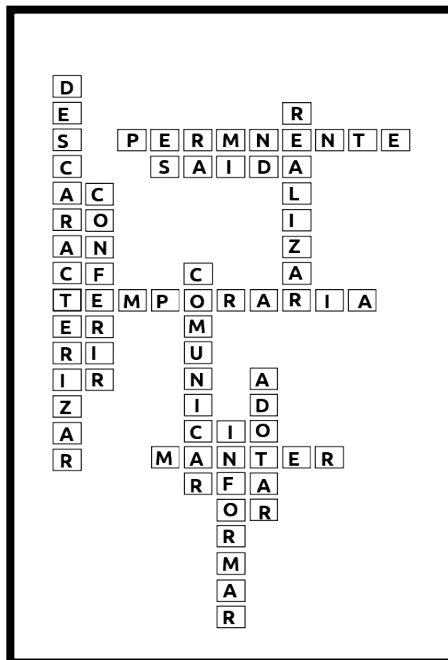 DESCARACTERIZAR
REALIZAR
PERMNENTE
SAIDA
CONFERIR
COMUNICAR
TEMPORARIA
ADOTAR
INFORMAR
MANTER